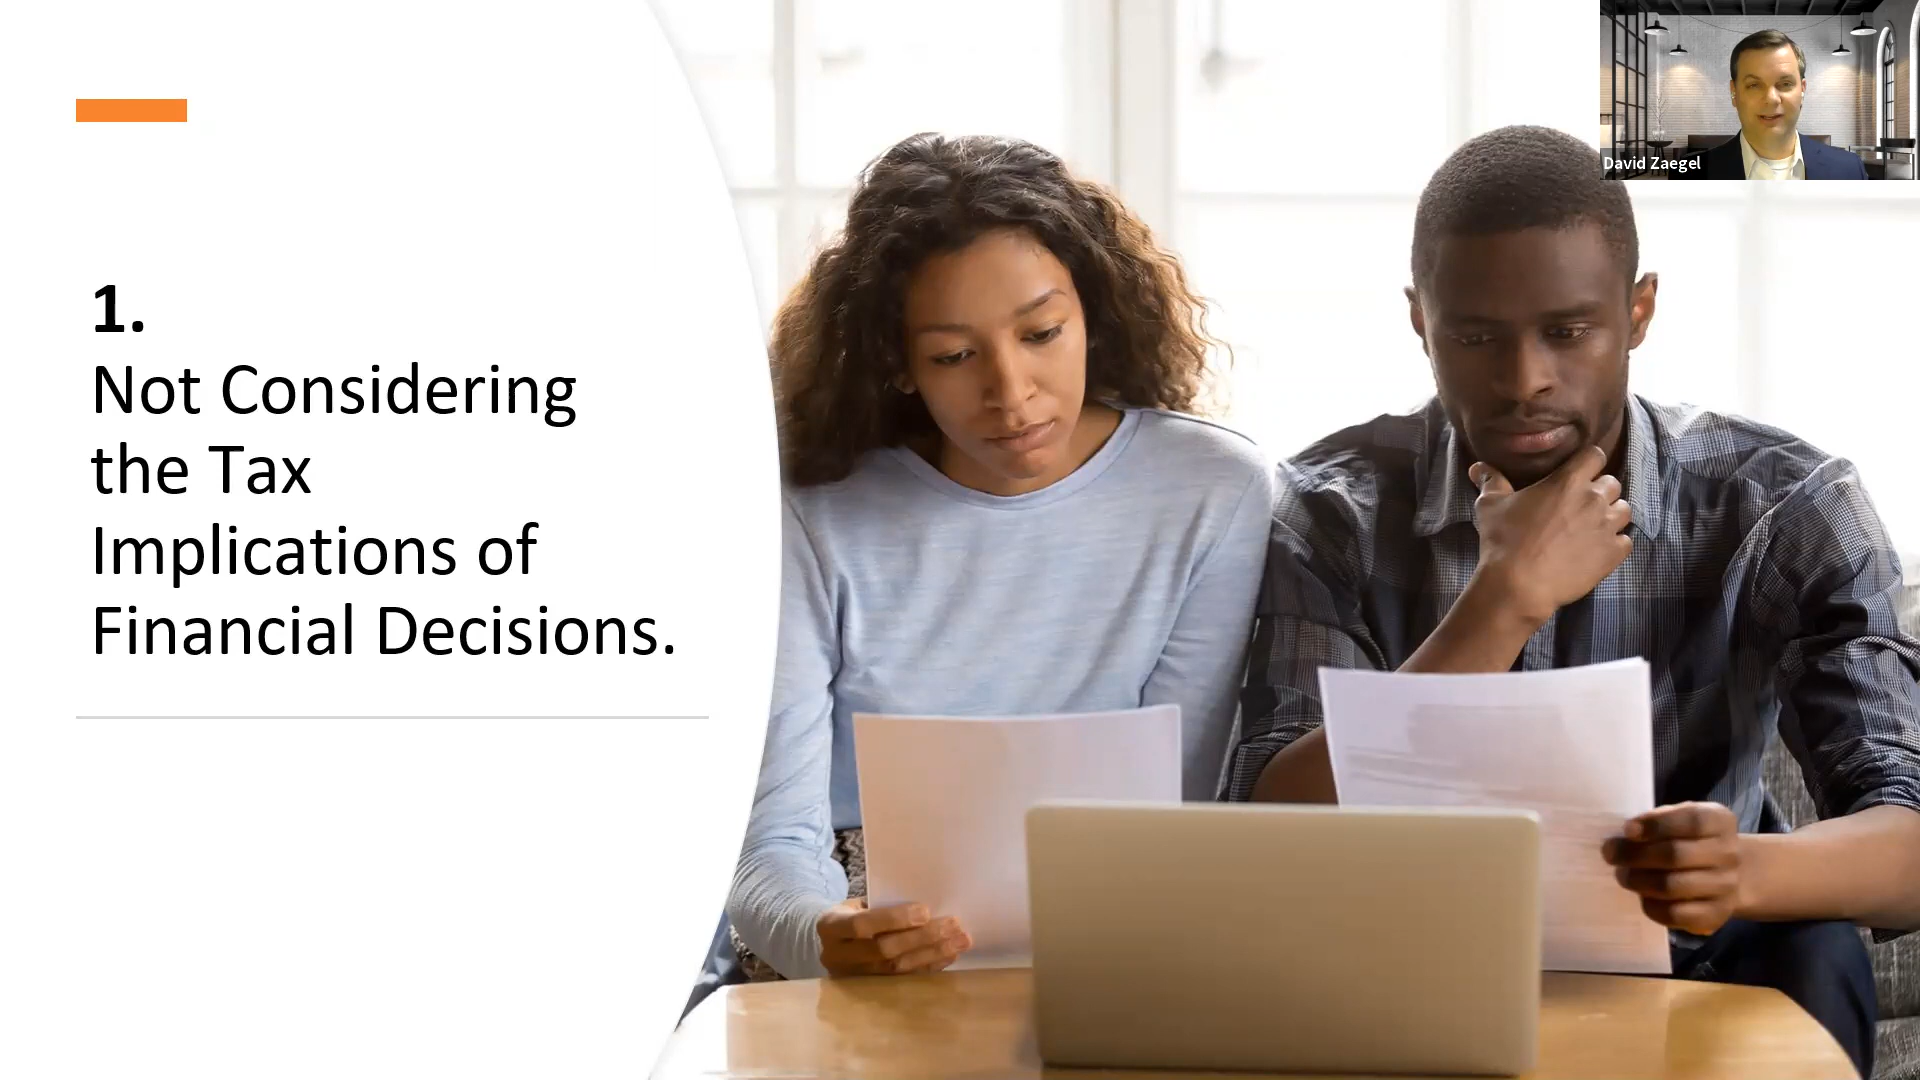 1.
Not Considering
the Tax
Implications of
Financial Decisions.
David Zaegel